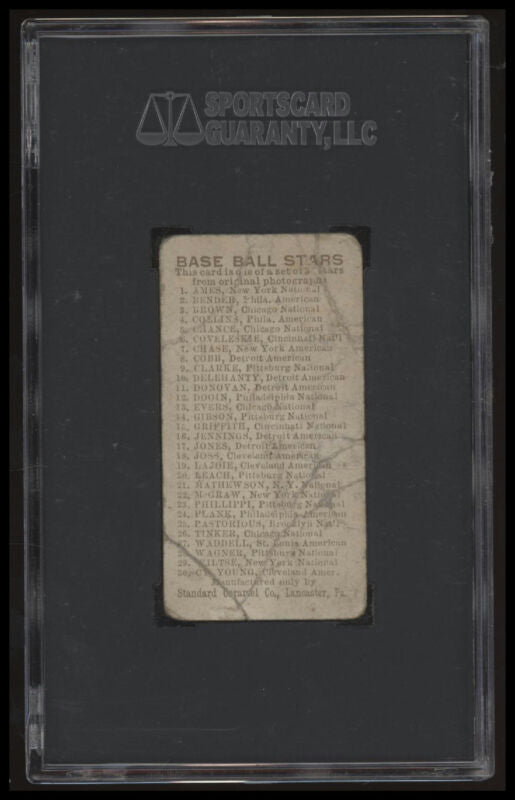 SPORTSCARD
GUARANTY, LLC
BASE BALL STARS
This card is one of a set of stars
from original photographs
1. AMES, New York National
2. BENDER, Phila. American
3. BROWN, Chicago National
4. COLLINS, Phila. American
5. CHANCE, Chicago National
6. COVELESKIE, Cincinnati Nat'l
7. CHASE, New York American
8. COBB, Detroit American
9. CLARKE, Pittsburg National
10. DELEHANTY, Detroit American
11. DONOVAN, Detroit American
12. DOOIN, Philadelphia National
13. EVERS, Chicago National
14. GIBSON, Pittsburg National
15. GRIFFITH, Cincinnati National
16. JENNINGS, Detroit American
17. JONES, Detroit American
18. JOSS, Cleveland American
19. LAJOIE, Cleveland American
20. LEACH, Pittsburg National
21. MATHEWSON, N. Y. National
22. McGRAW, New York National
23. PHILLIPPI, Pittsburg National
24. PLANK, Philadelphia American
25. PASTORIOUS, Brooklyn Nat'l
26. TINKER, Chicago National
27. WADDELL, St. Louis American
28. WAGNER, Pittsburg National
29. WILTSE, New York National
30. CY YOUNG, Cleveland Amer.
Manufactured only by
Standard Caramel Co., Lancaster, Pa.